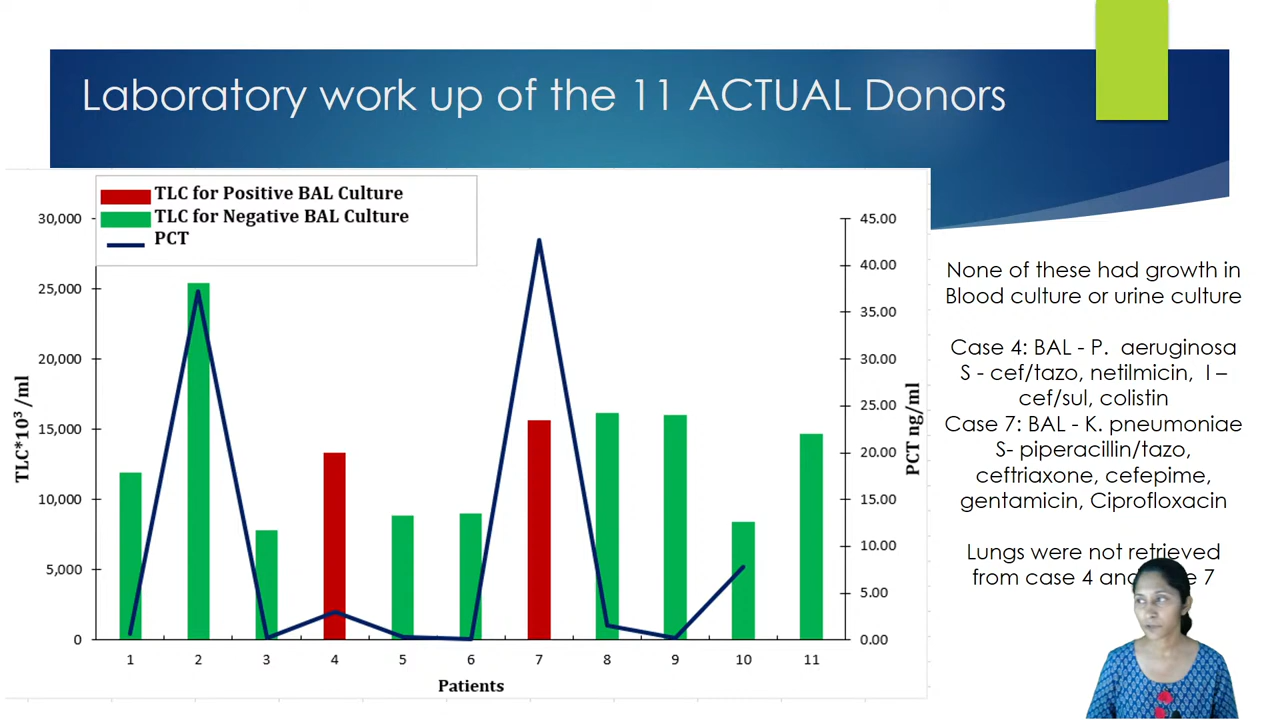 Laboratory work up of the 11 ACTUAL Donors
TLC for Positive BAL Culture
TLC for Negative BAL Culture
PCT
30,000
25,000
20,000
15,000
10,000
5,000
0
TLC*10³ /ml
45.00
40.00
35.00
30.00
25.00
20.00
15.00
10.00
5.00
0.00
PCT ng/ml
1 2 3 4 5 6 7 8 9 10 11
Patients
None of these had growth in
Blood culture or urine culture
Case 4: BAL - P. aeruginosa
S - cef/tazo, netilmicin, I –
cef/sul, colistin
Case 7: BAL - K. pneumoniae
S- piperacillin/tazo,
ceftriaxone, cefepime,
gentamicin, Ciprofloxacin
Lungs were not retrieved
from case 4 and 7